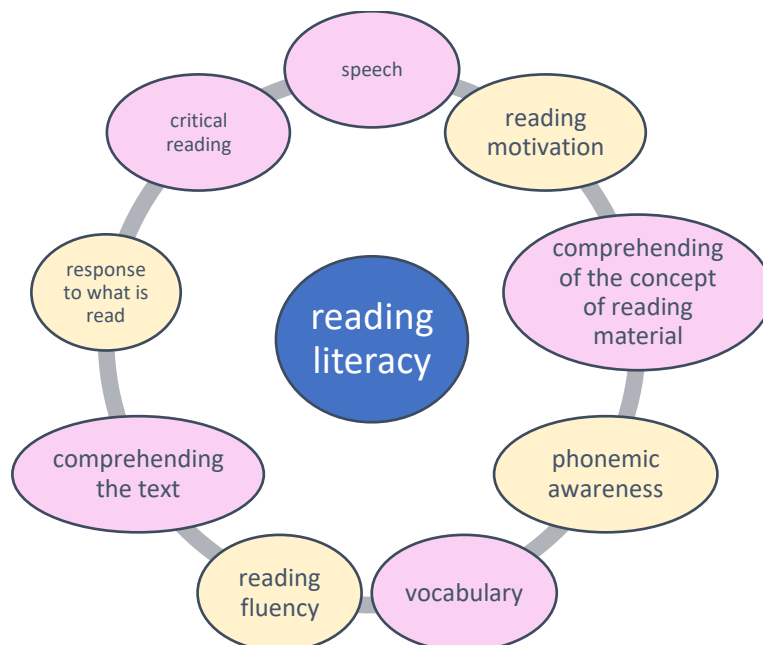 speech
reading
motivation
comprehending
of the concept
of reading
material
phonemic
awareness
vocabulary
reading
fluency
comprehending
the text
response
to what is
read
critical
reading
reading
literacy